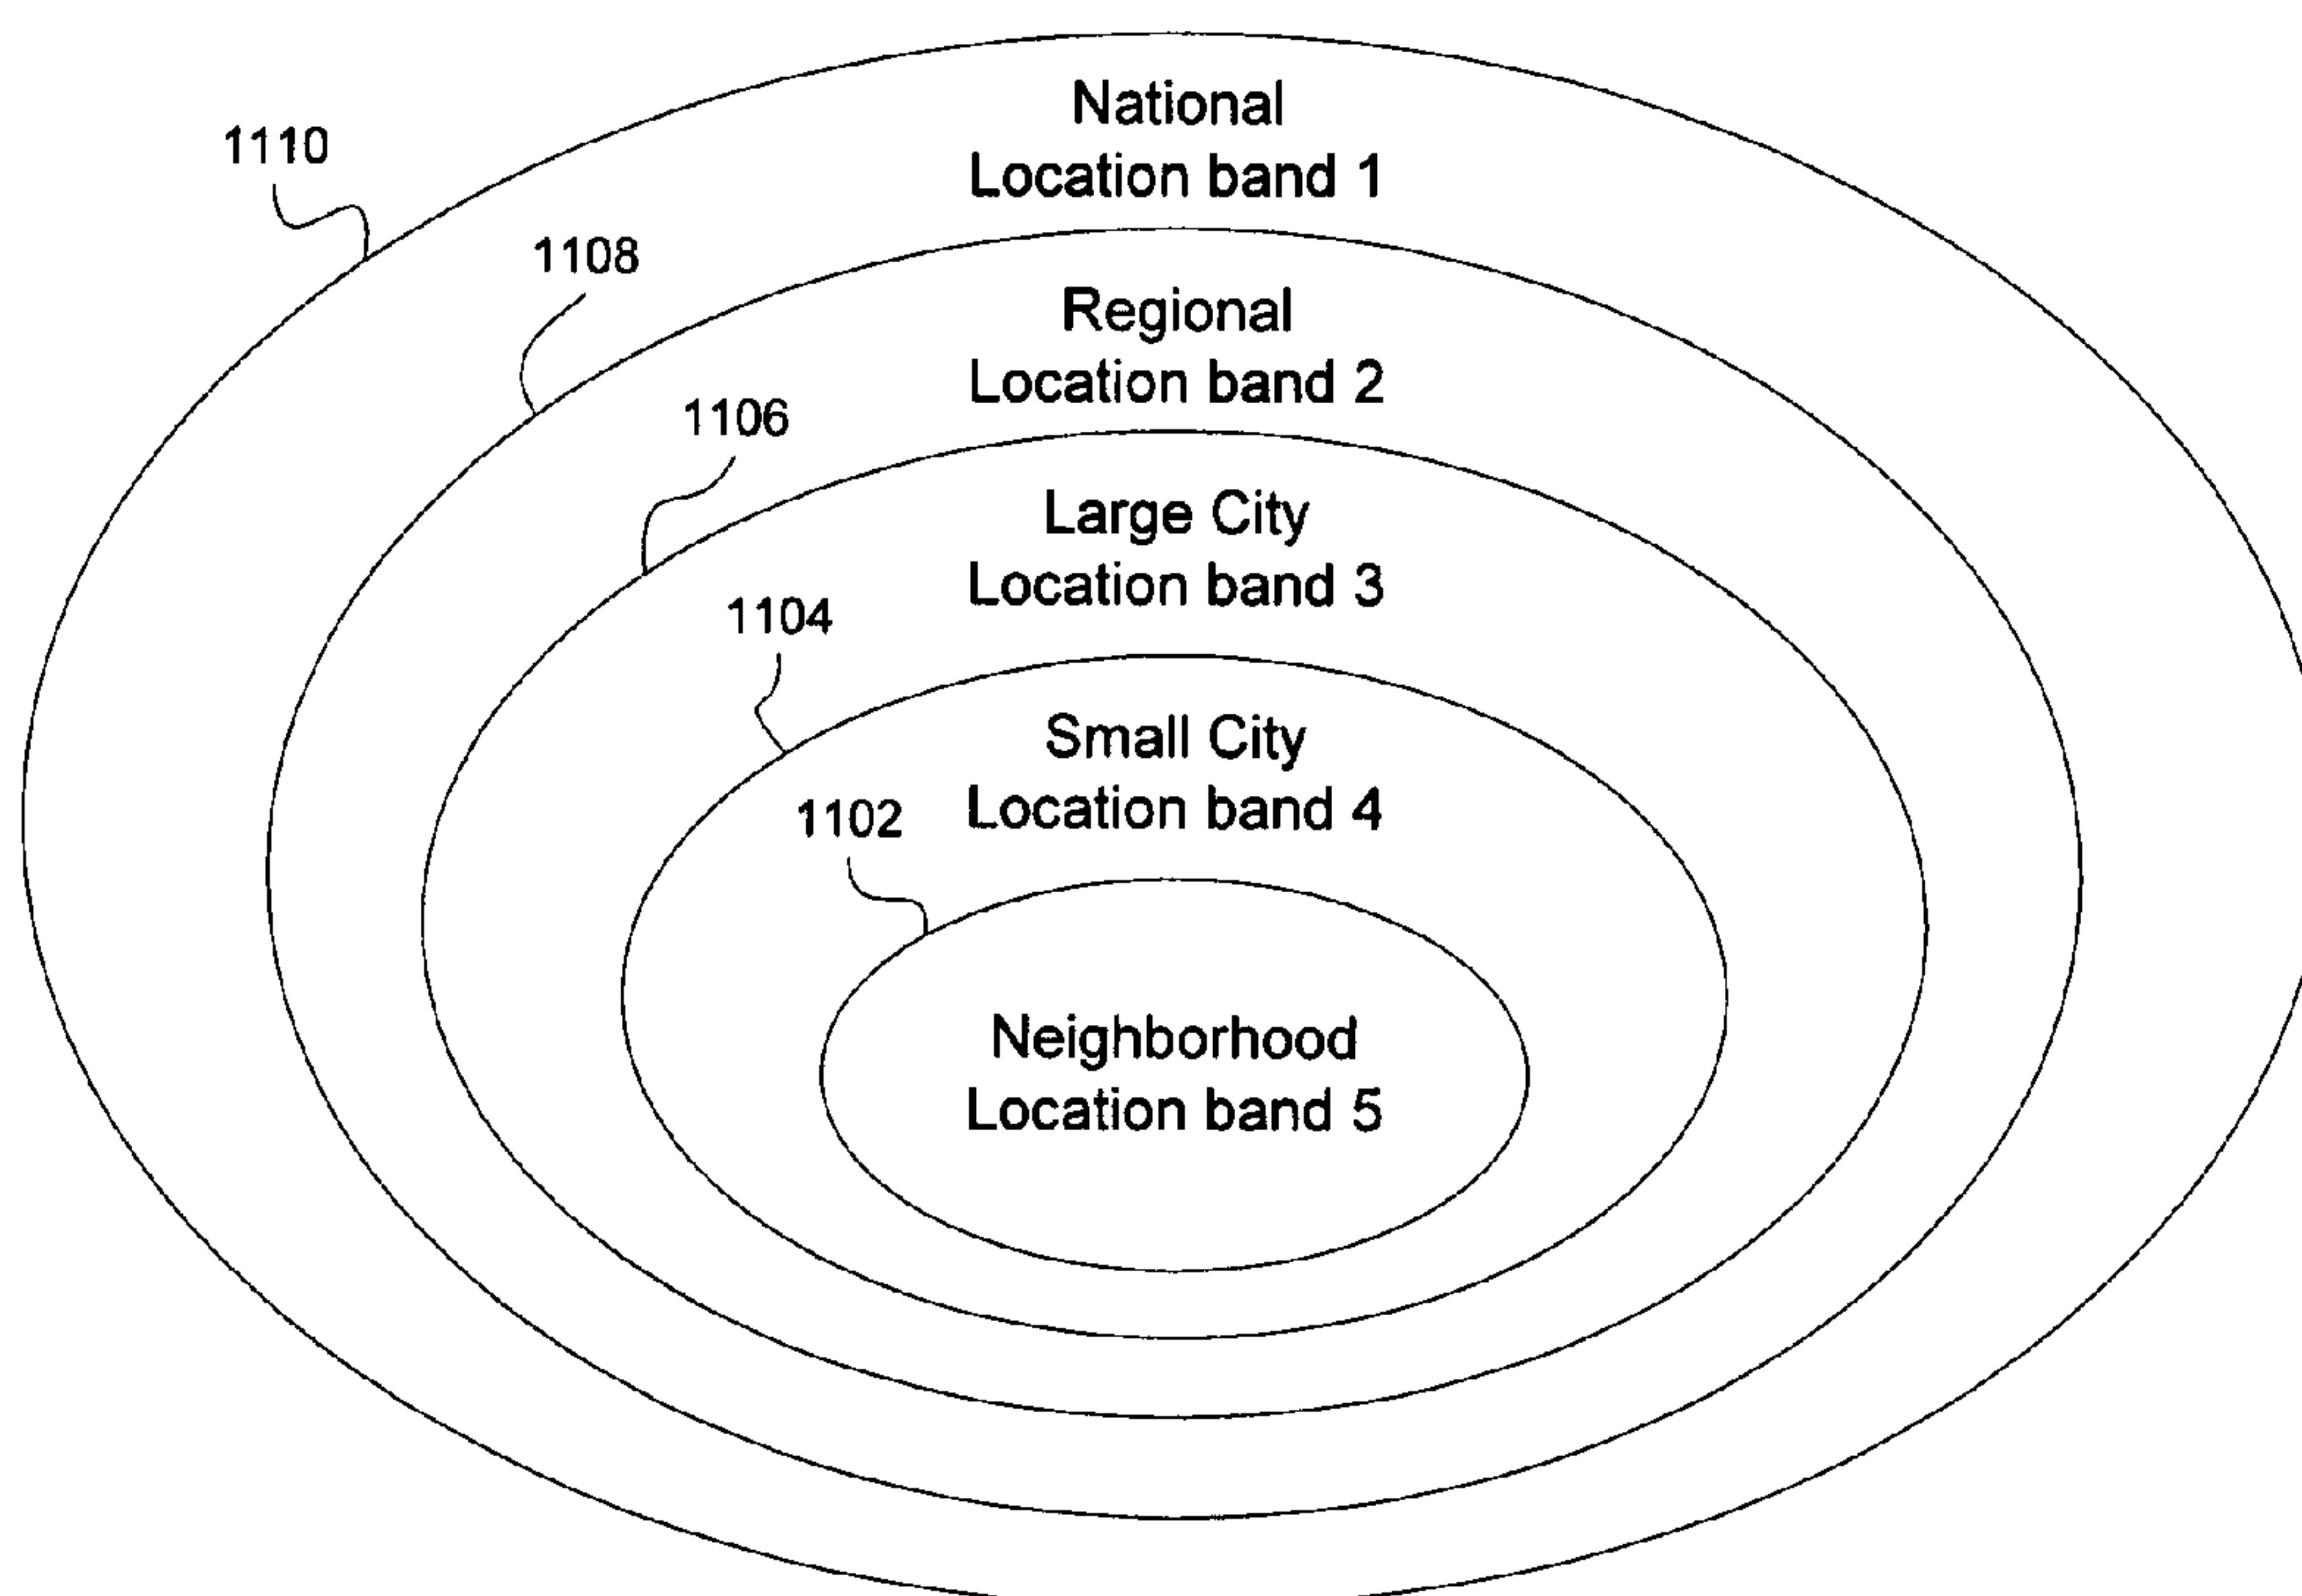 National
Location band 1
1110
1108
Regional
Location band 2
1106
Large City
Location band 3
1104
Small City
Location band 4
1102
Neighborhood
Location band 5